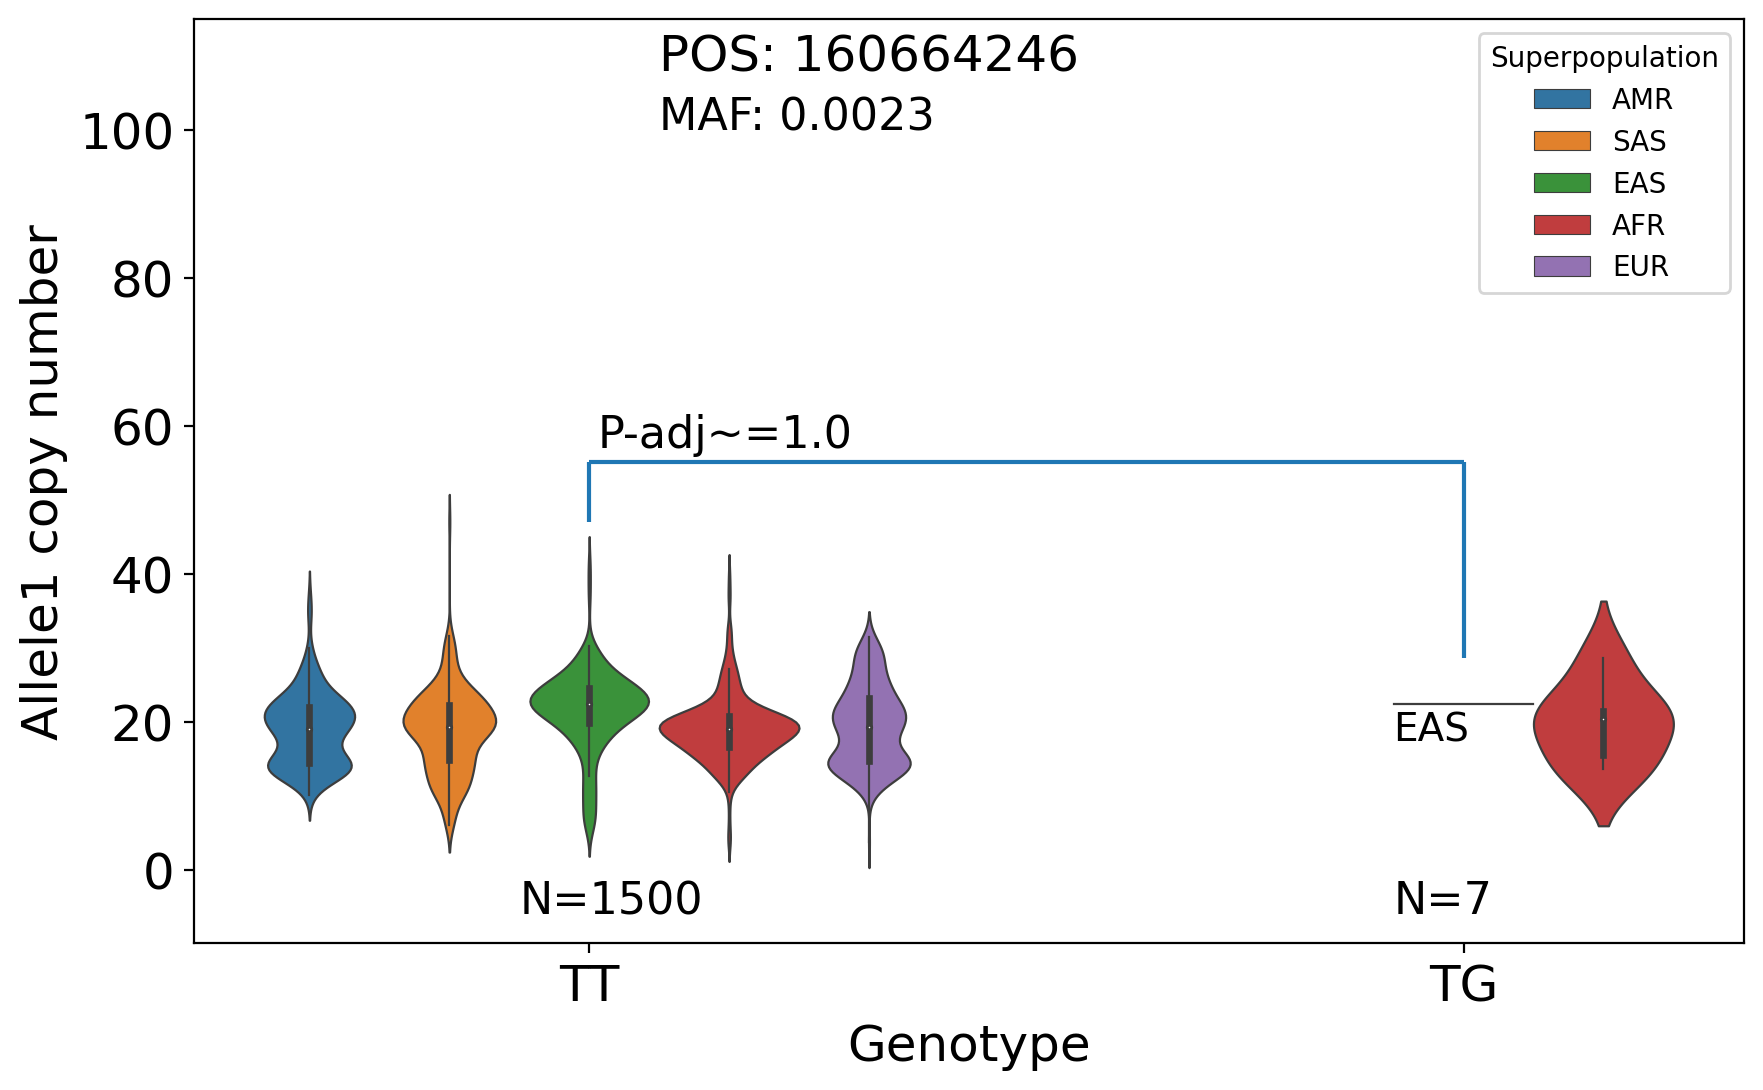 POS: 160664246
MAF: 0.0023
Superpopulation
AMR
SAS
EAS
AFR
EUR
100
80
60
40
20
0
Allele1 copy number
P-adj~=1.0
EAS
N=1500
N=7
TT
TG
Genotype